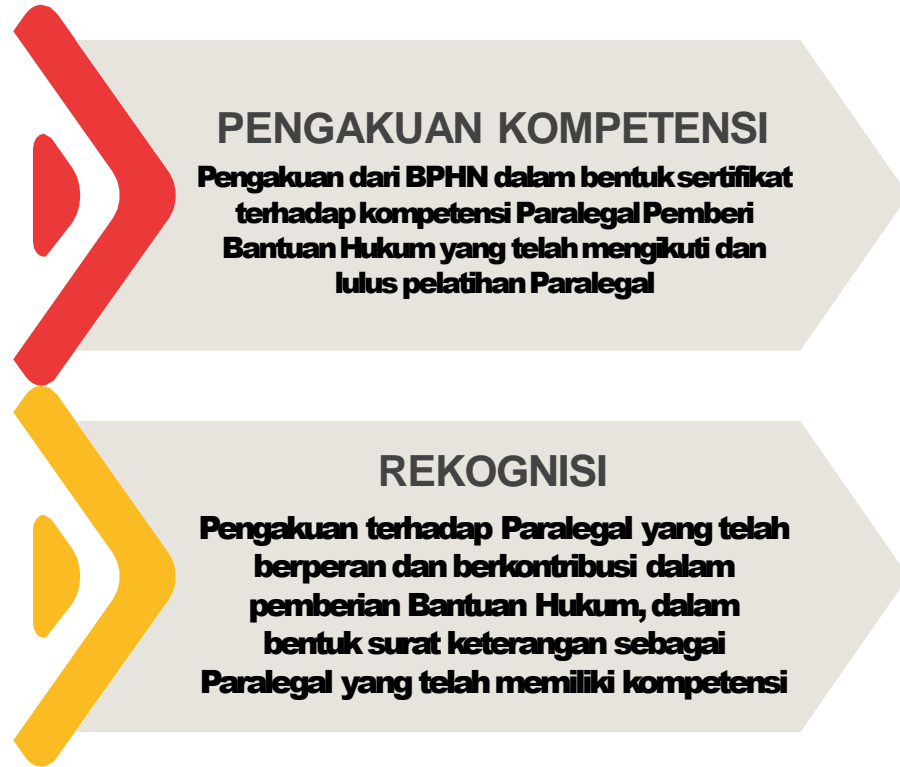 PENGAKUAN KOMPETENSI
Pengakuan dari BPHN dalam bentuk sertifikat
terhadap kompetensi Paralegal Pemberi
Bantuan Hukum yang telah mengikuti dan
lulus pelatihan Paralegal
REKOGNISI
Pengakuan terhadap Paralegal yang telah
berperan dan berkontribusi dalam
pemberian Bantuan Hukum, dalam
bentuk surat keterangan sebagai
Paralegal yang telah memiliki kompetensi